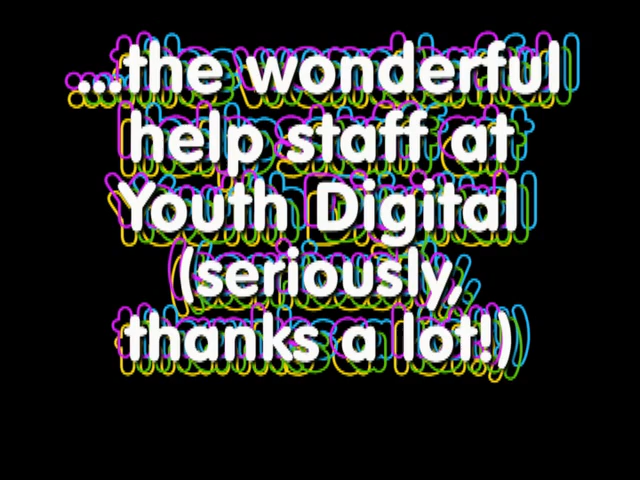 ...the wonderful
help staff at
Youth Digital
(seriously,
thanks a lot!)